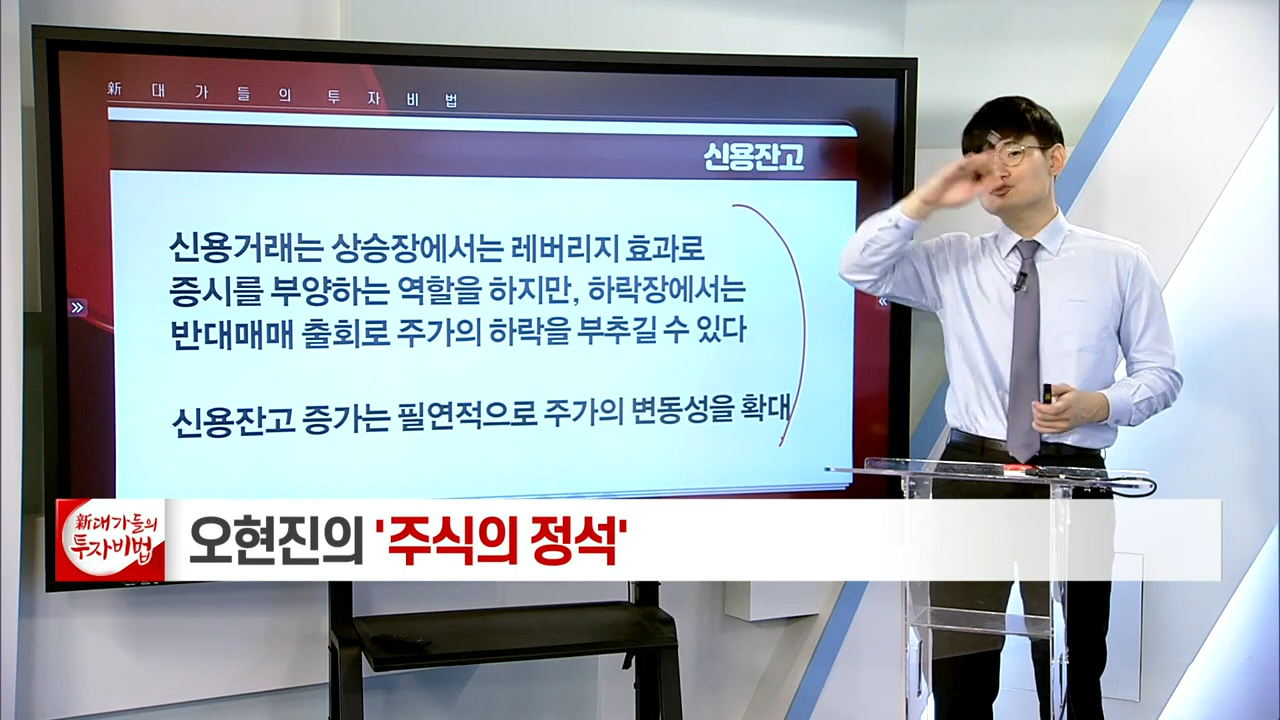 新 대 가 들 의 투 자 비 법
신용잔고
신용거래는 상승장에서는 레버리지 효과로
증시를 부양하는 역할을 하지만, 하락장에서는
반대매매 출회로 주가의 하락을 부추길 수 있다
신용잔고 증가는 필연적으로 주가의 변동성을 확대
新대가들의
투자비법
오현진의 '주식의 정석'